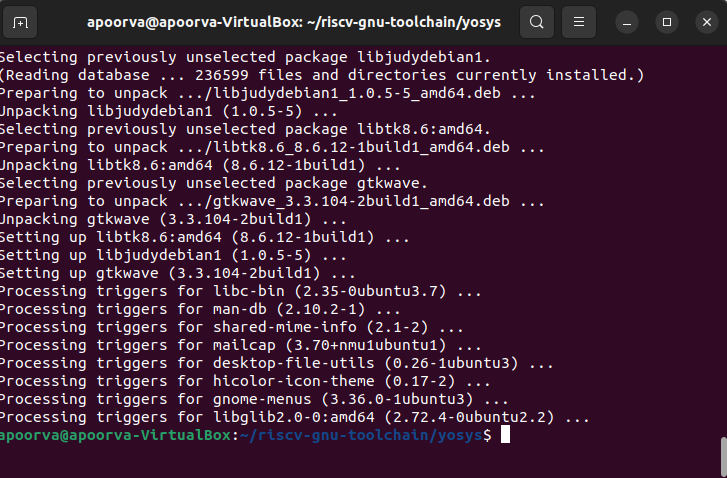 apoorva@apoorva-VirtualBox: ~/riscv-gnu-toolchain/yosys
Selecting previously unselected package libjudydebian1.
(Reading database ... 236599 files and directories currently installed.)
Preparing to unpack .../libjudydebian1_1.0.5-5_amd64.deb ...
Unpacking libjudydebian1 (1.0.5-5) ...
Selecting previously unselected package libtk8.6:amd64.
Preparing to unpack .../libtk8.6_8.6.12-1build1_amd64.deb ...
Unpacking libtk8.6:amd64 (8.6.12-1build1) ...
Selecting previously unselected package gtkwave.
Preparing to unpack .../gtkwave_3.3.104-2build1_amd64.deb ...
Unpacking gtkwave (3.3.104-2build1) ...
Setting up libtk8.6:amd64 (8.6.12-1build1) ...
Setting up libjudydebian1 (1.0.5-5) ...
Setting up gtkwave (3.3.104-2build1) ...
Processing triggers for libc-bin (2.35-0ubuntu3.7) ...
Processing triggers for man-db (2.10.2-1) ...
Processing triggers for shared-mime-info (2.1-2) ...
Processing triggers for mailcap (3.70+nmu1ubuntu1) ...
Processing triggers for desktop-file-utils (0.26-1ubuntu3) ...
Processing triggers for hicolor-icon-theme (0.17-2) ...
Processing triggers for gnome-menus (3.36.0-1ubuntu3) ...
Processing triggers for libglib2.0-0:amd64 (2.72.4-0ubuntu2.2) ...
apoorva@apoorva-VirtualBox:~/riscv-gnu-toolchain/yosys$